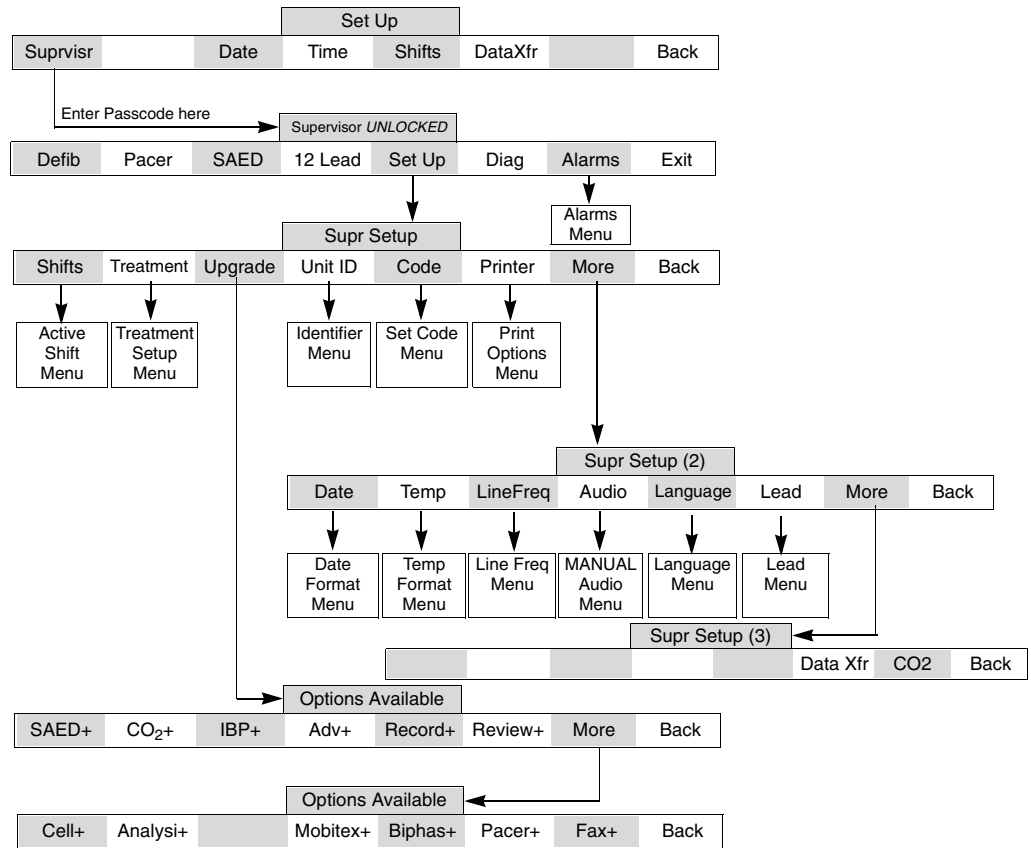 Set Up
Suprvisr Date Time Shifts DataXfr Back
Enter Passcode here
Supervisor UNLOCKED
Defib Pacer SAED 12 Lead Set Up Diag Alarms Exit
Alarms
Menu
Supr Setup
Shifts Treatment Upgrade Unit ID Code Printer More Back
Active
Shift
Menu
Treatment
Setup
Menu
Identifier
Menu
Set Code
Menu
Print
Options
Menu
Supr Setup (2)
Date Temp LineFreq Audio Language Lead More Back
Date
Format
Menu
Temp
Format
Menu
Line Freq
Menu
MANUAL
Audio
Menu
Language
Menu
Lead
Menu
Supr Setup (3)
Data Xfr CO2 Back
Options Available
SAED+ CO₂+ IBP+ Adv+ Record+ Review+ More Back
Options Available
Cell+ Analysi+ Mobitex+ Biphas+ Pacer+ Fax+ Back